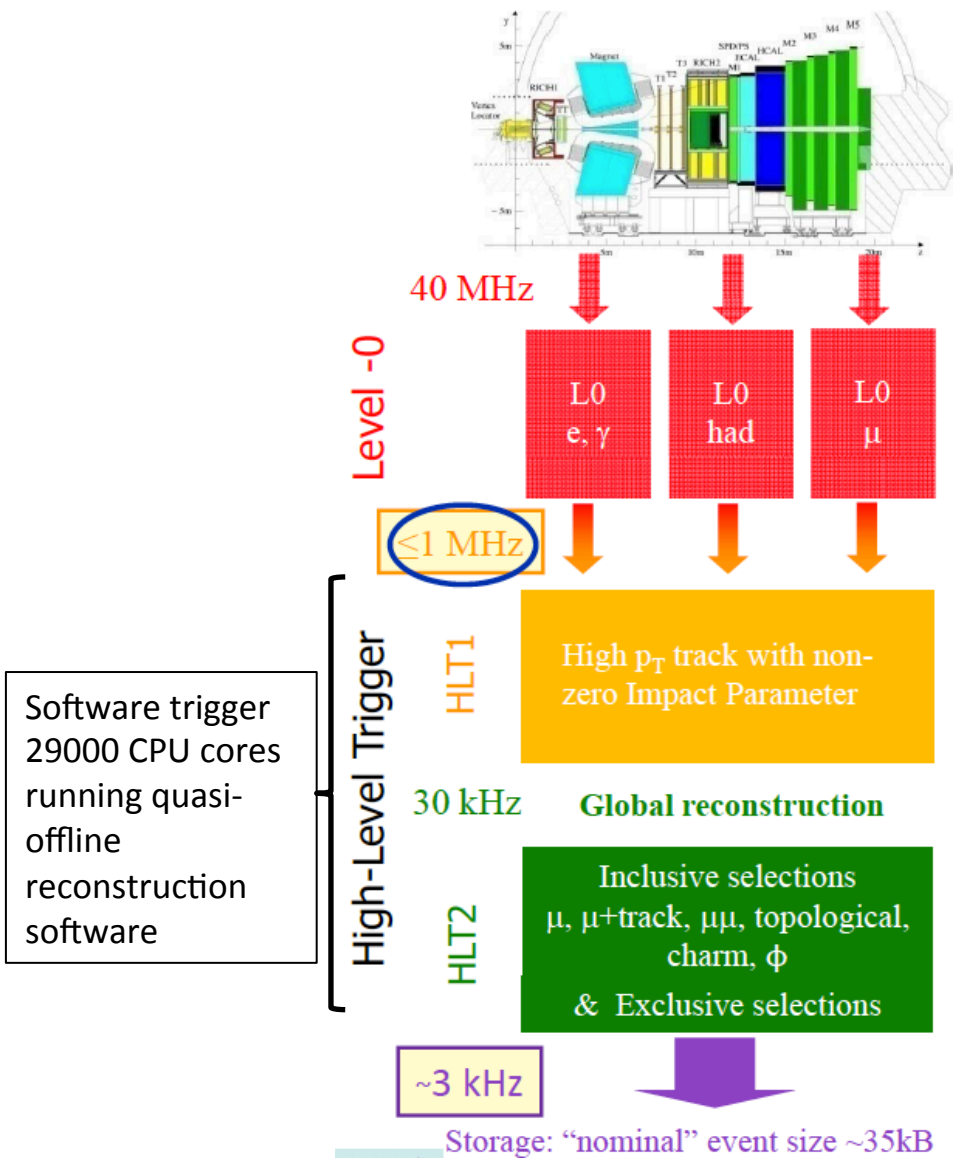 y
5m
Magnet
RICH1
Vertex
Locator
TT
T1
T2
T3
RICH2
M1
SPD/PS
ECAL
HCAL
M2
M3
M4
M5
− 5m
5m
10m
15m
20m
z
40 MHz
Level -0
L0
e, γ
L0
had
L0
μ
≤1 MHz
High-Level Trigger
HLT1
High pT track with non-
zero Impact Parameter
Software trigger
29000 CPU cores
running quasi-
offline
reconstruction
software
30 kHz
Global reconstruction
HLT2
Inclusive selections
μ, μ+track, μμ, topological,
charm, ϕ
& Exclusive selections
~3 kHz
Storage: “nominal” event size ~35kB